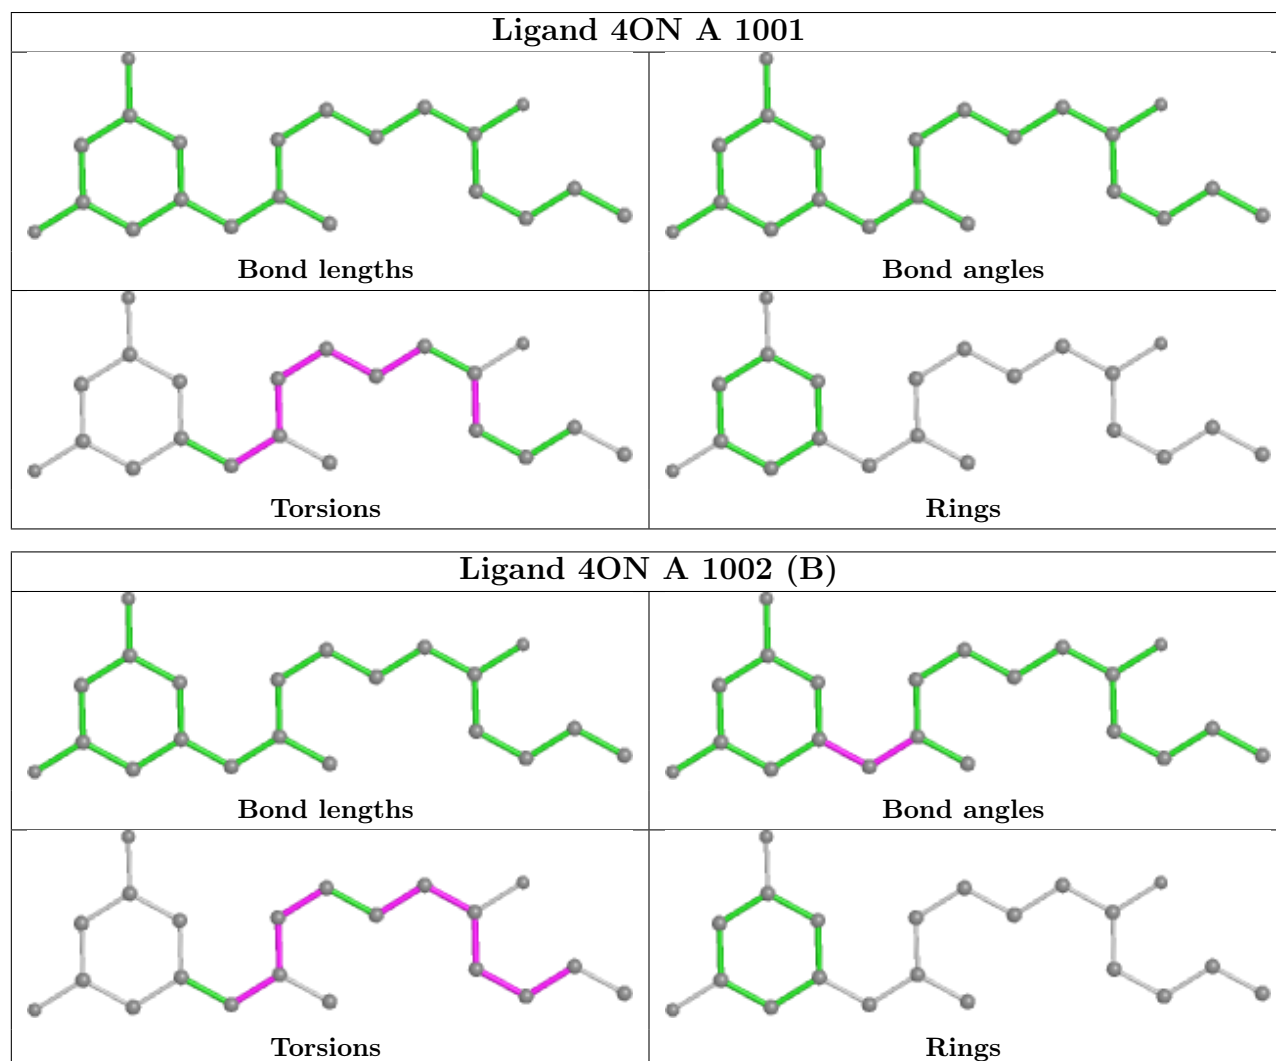 Ligand 4ON A 1001
Bond lengths
Bond angles
Torsions
Rings
Ligand 4ON A 1002 (B)
Bond lengths
Bond angles
Torsions
Rings